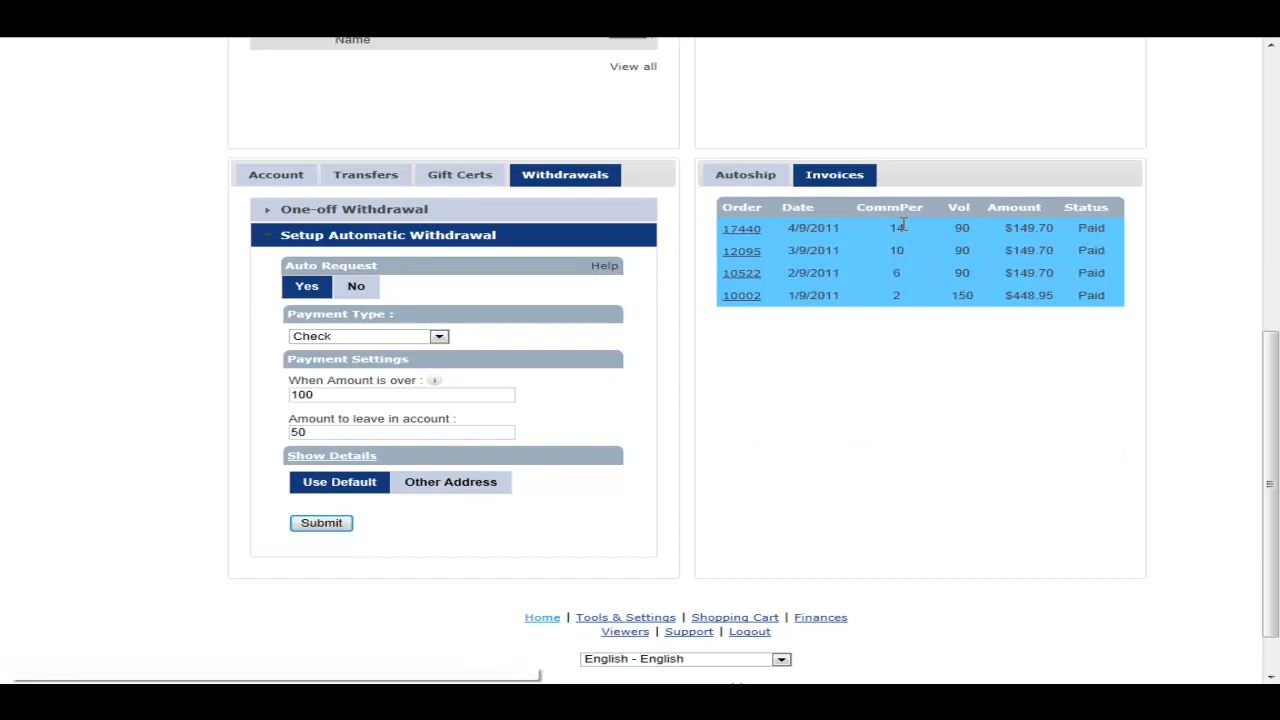 Name
View all
Account Transfers Gift Certs Withdrawals
One-off Withdrawal
Setup Automatic Withdrawal
Auto Request Help
Yes No
Payment Type :
Check
Payment Settings
When Amount is over :
100
Amount to leave in account :
50
Show Details
Use Default Other Address
Submit
Autoship Invoices
Order Date CommPer Vol Amount Status
17440 4/9/2011 14 90 $149.70 Paid
12095 3/9/2011 10 90 $149.70 Paid
10522 2/9/2011 6 90 $149.70 Paid
10002 1/9/2011 2 150 $448.95 Paid
Home | Tools & Settings | Shopping Cart | Finances
Viewers | Support | Logout
English - English